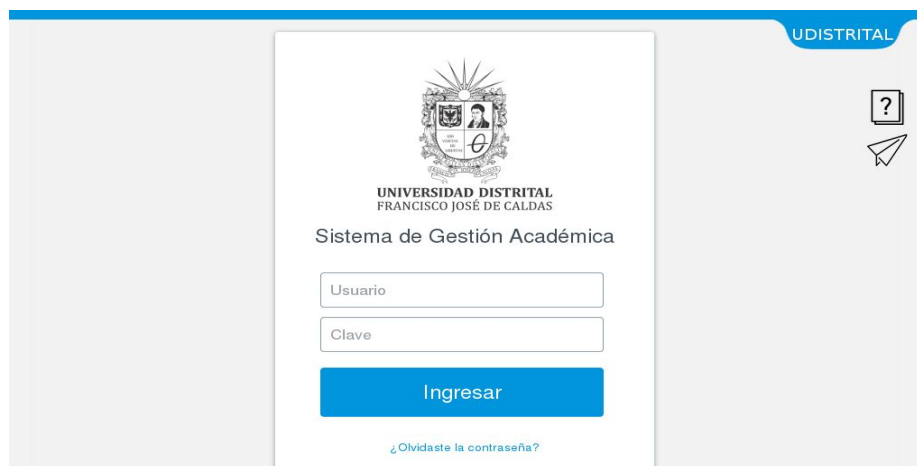 UDISTRITAL
?
UNIVERSIDAD DISTRITAL
FRANCISCO JOSÉ DE CALDAS
Sistema de Gestión Académica
Usuario
Clave
Ingresar
¿Olvidaste la contraseña?